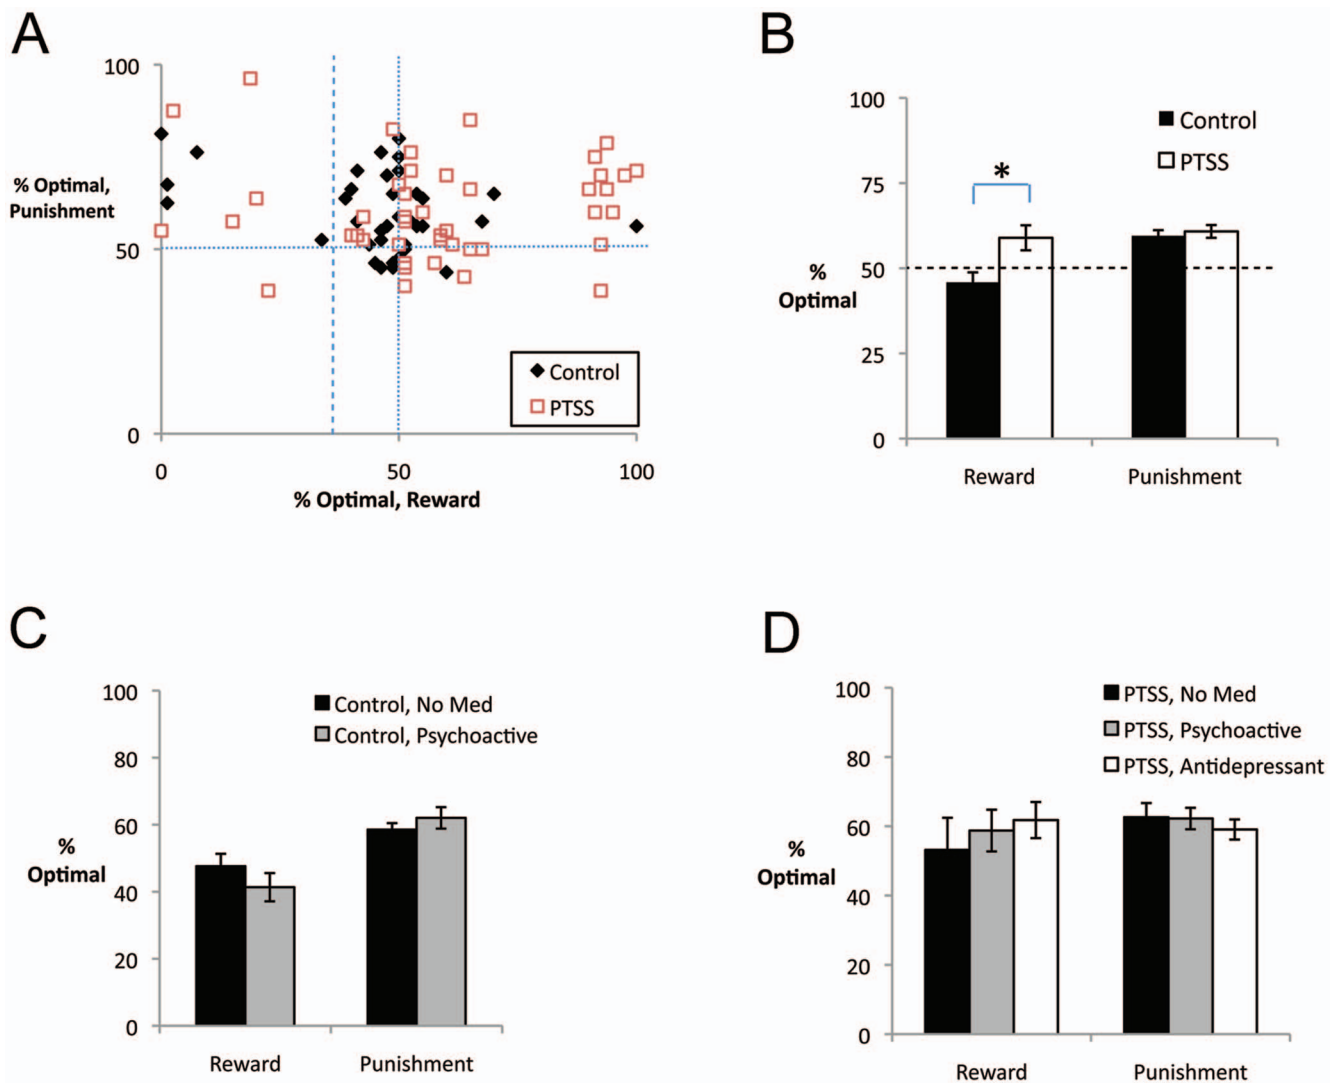 A
100
% Optimal,
Punishment
50
0
Control
PTSS
0 50 100
% Optimal, Reward
B
100
75
50
25
0
%
Optimal
Control
PTSS
*
Reward Punishment
C
100
80
60
40
20
0
%
Optimal
Control, No Med
Control, Psychoactive
Reward Punishment
D
100
80
60
40
20
0
%
Optimal
PTSS, No Med
PTSS, Psychoactive
PTSS, Antidepressant
Reward Punishment